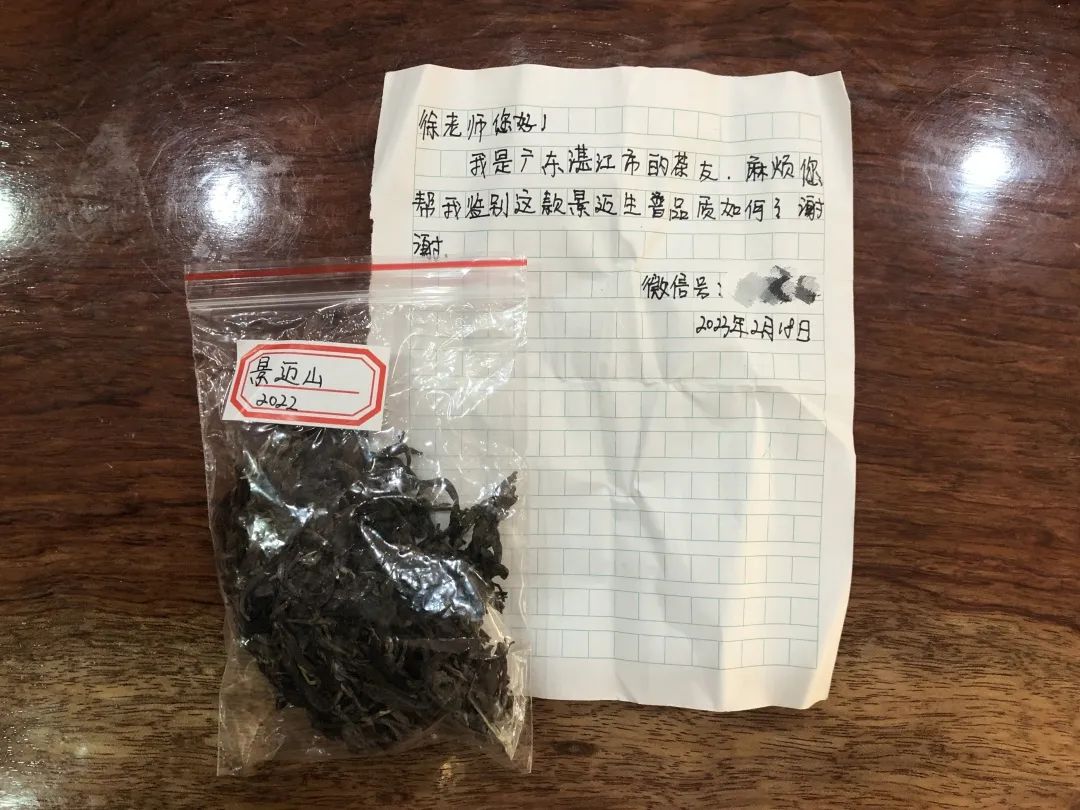 徐老师您好！
我是广东湛江市的茶友，麻烦您
帮我鉴别这款景迈生普品质如何？谢
谢.
微信号：
2023年2月18日
景迈山
2022